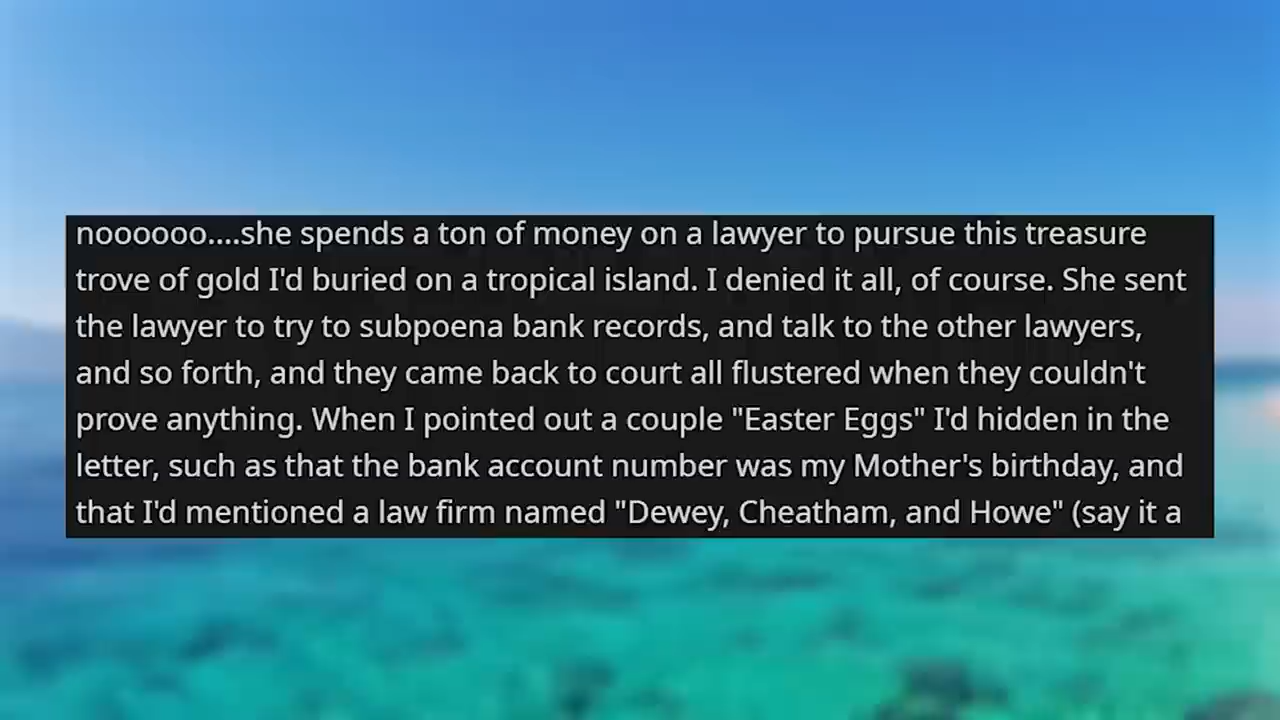 noooooo....she spends a ton of money on a lawyer to pursue this treasure
trove of gold I'd buried on a tropical island. I denied it all, of course. She sent
the lawyer to try to subpoena bank records, and talk to the other lawyers,
and so forth, and they came back to court all flustered when they couldn't
prove anything. When I pointed out a couple "Easter Eggs" I'd hidden in the
letter, such as that the bank account number was my Mother's birthday, and
that I'd mentioned a law firm named "Dewey, Cheatham, and Howe" (say it a